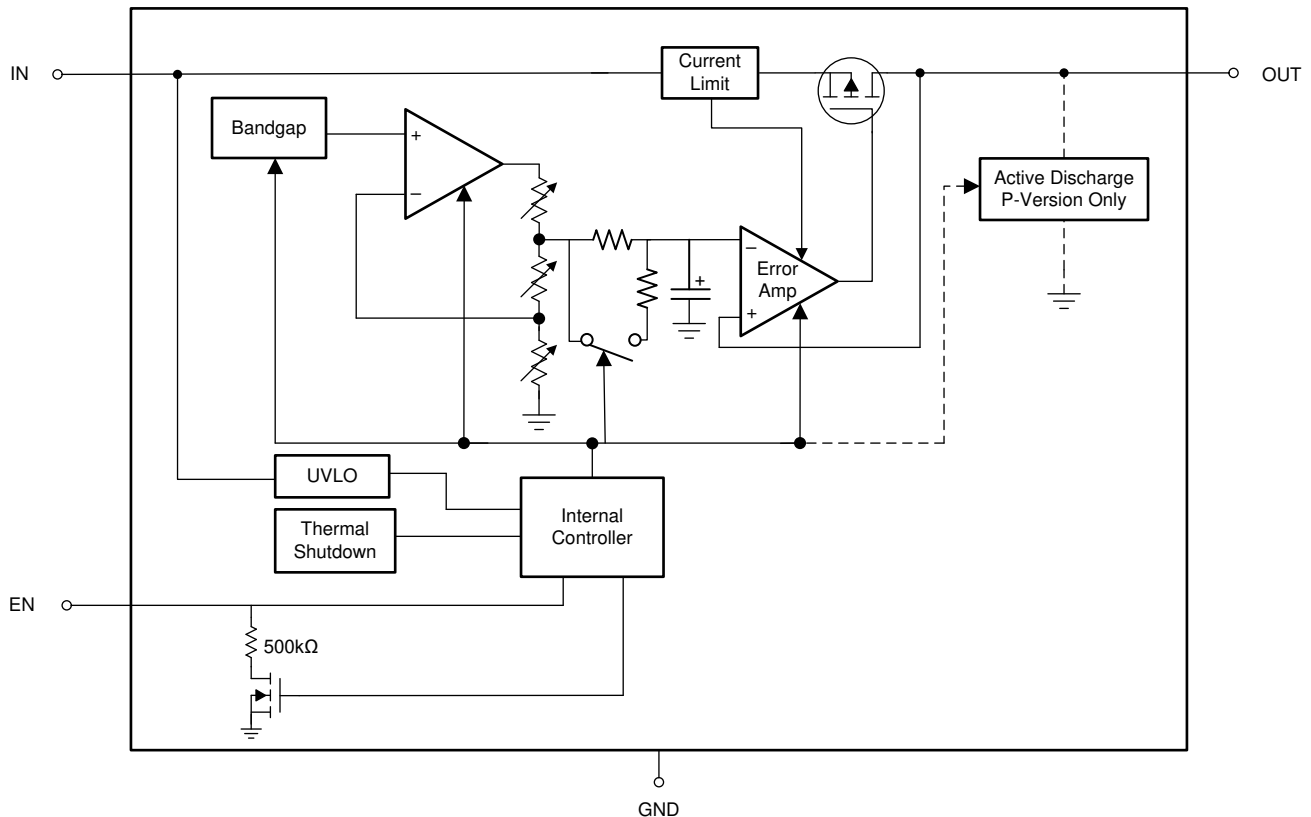 IN
Current
Limit
OUT
Bandgap
+
−
Active Discharge
P-Version Only
−
+
Error
Amp
+
UVLO
Internal
Controller
Thermal
Shutdown
EN
500kΩ
GND